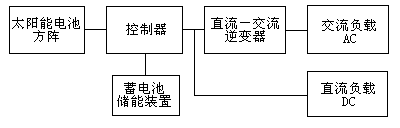 太阳能电池
方阵
控制器
直流一交流
逆变器
交流负载
AC
蓄电池
储能装置
直流负载
DC